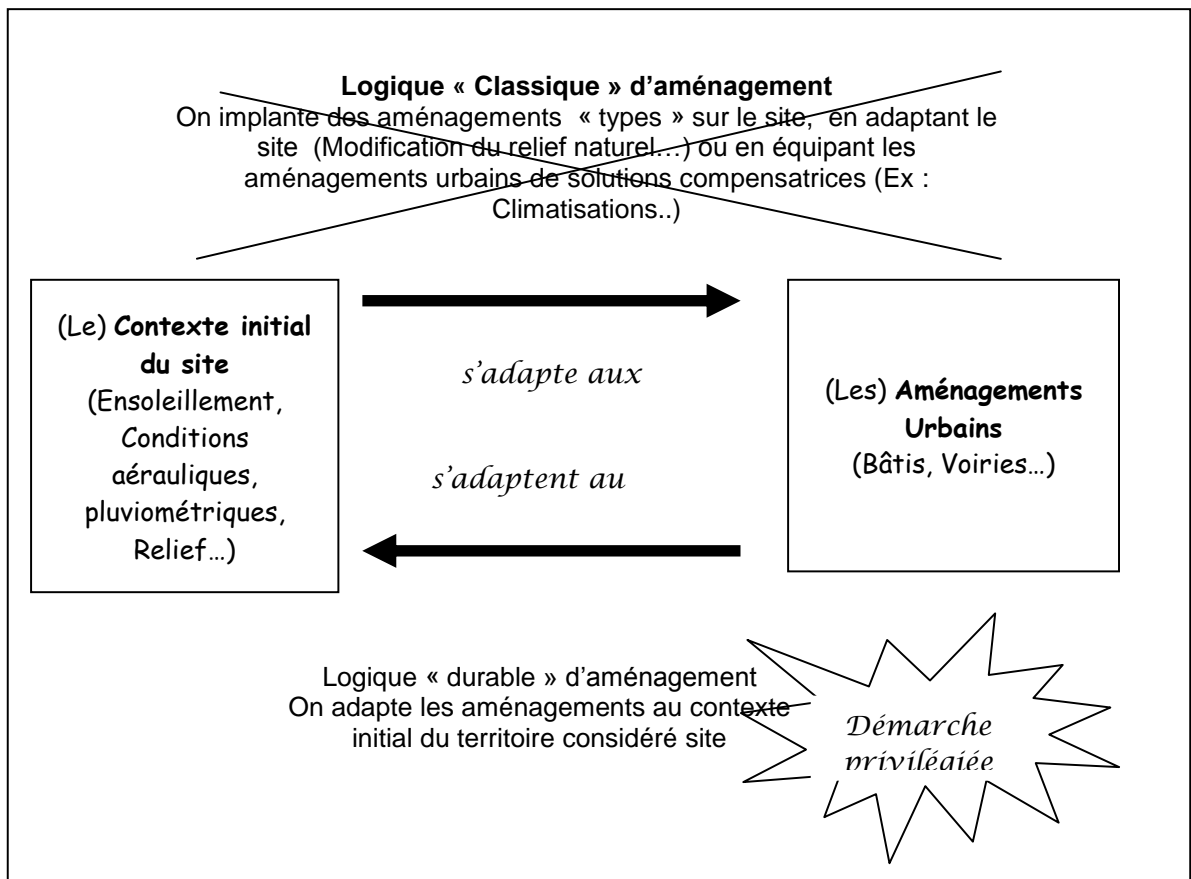 Logique « Classique » d'aménagement
On implante des aménagements « types » sur le site, en adaptant le
site (Modification du relief naturel…) ou en équipant les
aménagements urbains de solutions compensatrices (Ex :
Climatisations..)
(Le) Contexte initial
du site
(Ensoleillement,
Conditions
aérauliques,
pluviométriques,
Relief…)
s'adapte aux
s'adaptent au
(Les) Aménagements
Urbains
(Bâtis, Voiries…)
Logique « durable » d'aménagement
On adapte les aménagements au contexte
initial du territoire considéré site
Démarche
privilégiée